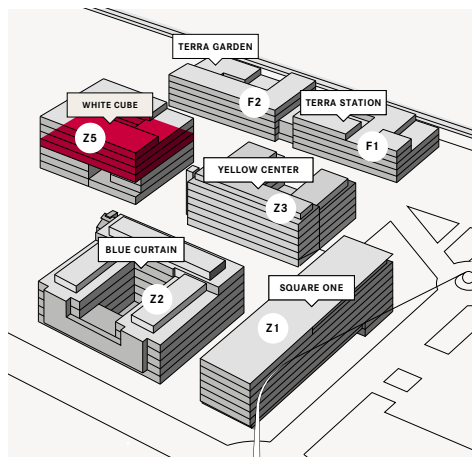 TERRA GARDEN
F2
WHITE CUBE
TERRA STATION
Z5
F1
YELLOW CENTER
Z3
BLUE CURTAIN
SQUARE ONE
Z2
Z1